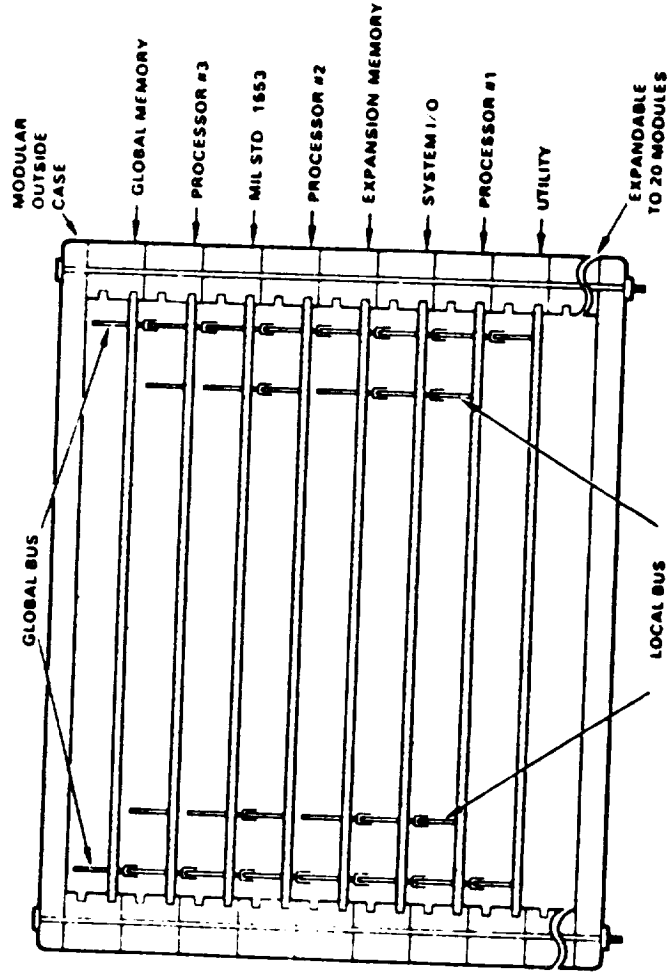 MODULAR
OUTSIDE
CASE
GLOBAL MEMORY
PROCESSOR #3
MIL STD 1553
PROCESSOR #2
EXPANSION MEMORY
SYSTEM I/O
PROCESSOR #1
UTILITY
EXPANDABLE
TO 20 MODULES
GLOBAL BUS
LOCAL BUS